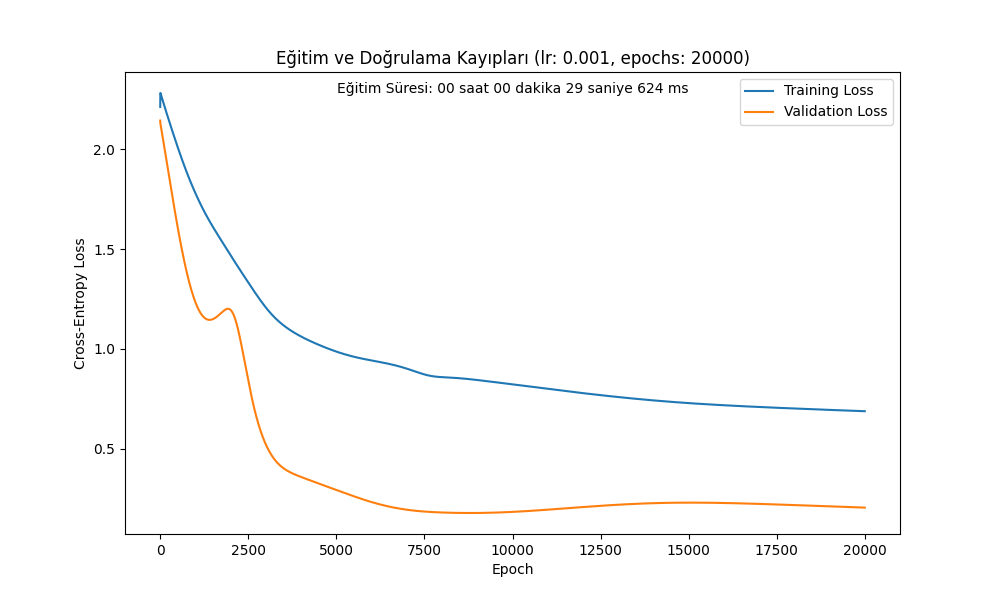 Eğitim ve Doğrulama Kayıpları (lr: 0.001, epochs: 20000)
Eğitim Süresi: 00 saat 00 dakika 29 saniye 624 ms
Training Loss
Validation Loss
Cross-Entropy Loss
2.0
1.5
1.0
0.5
0 2500 5000 7500 10000 12500 15000 17500 20000
Epoch